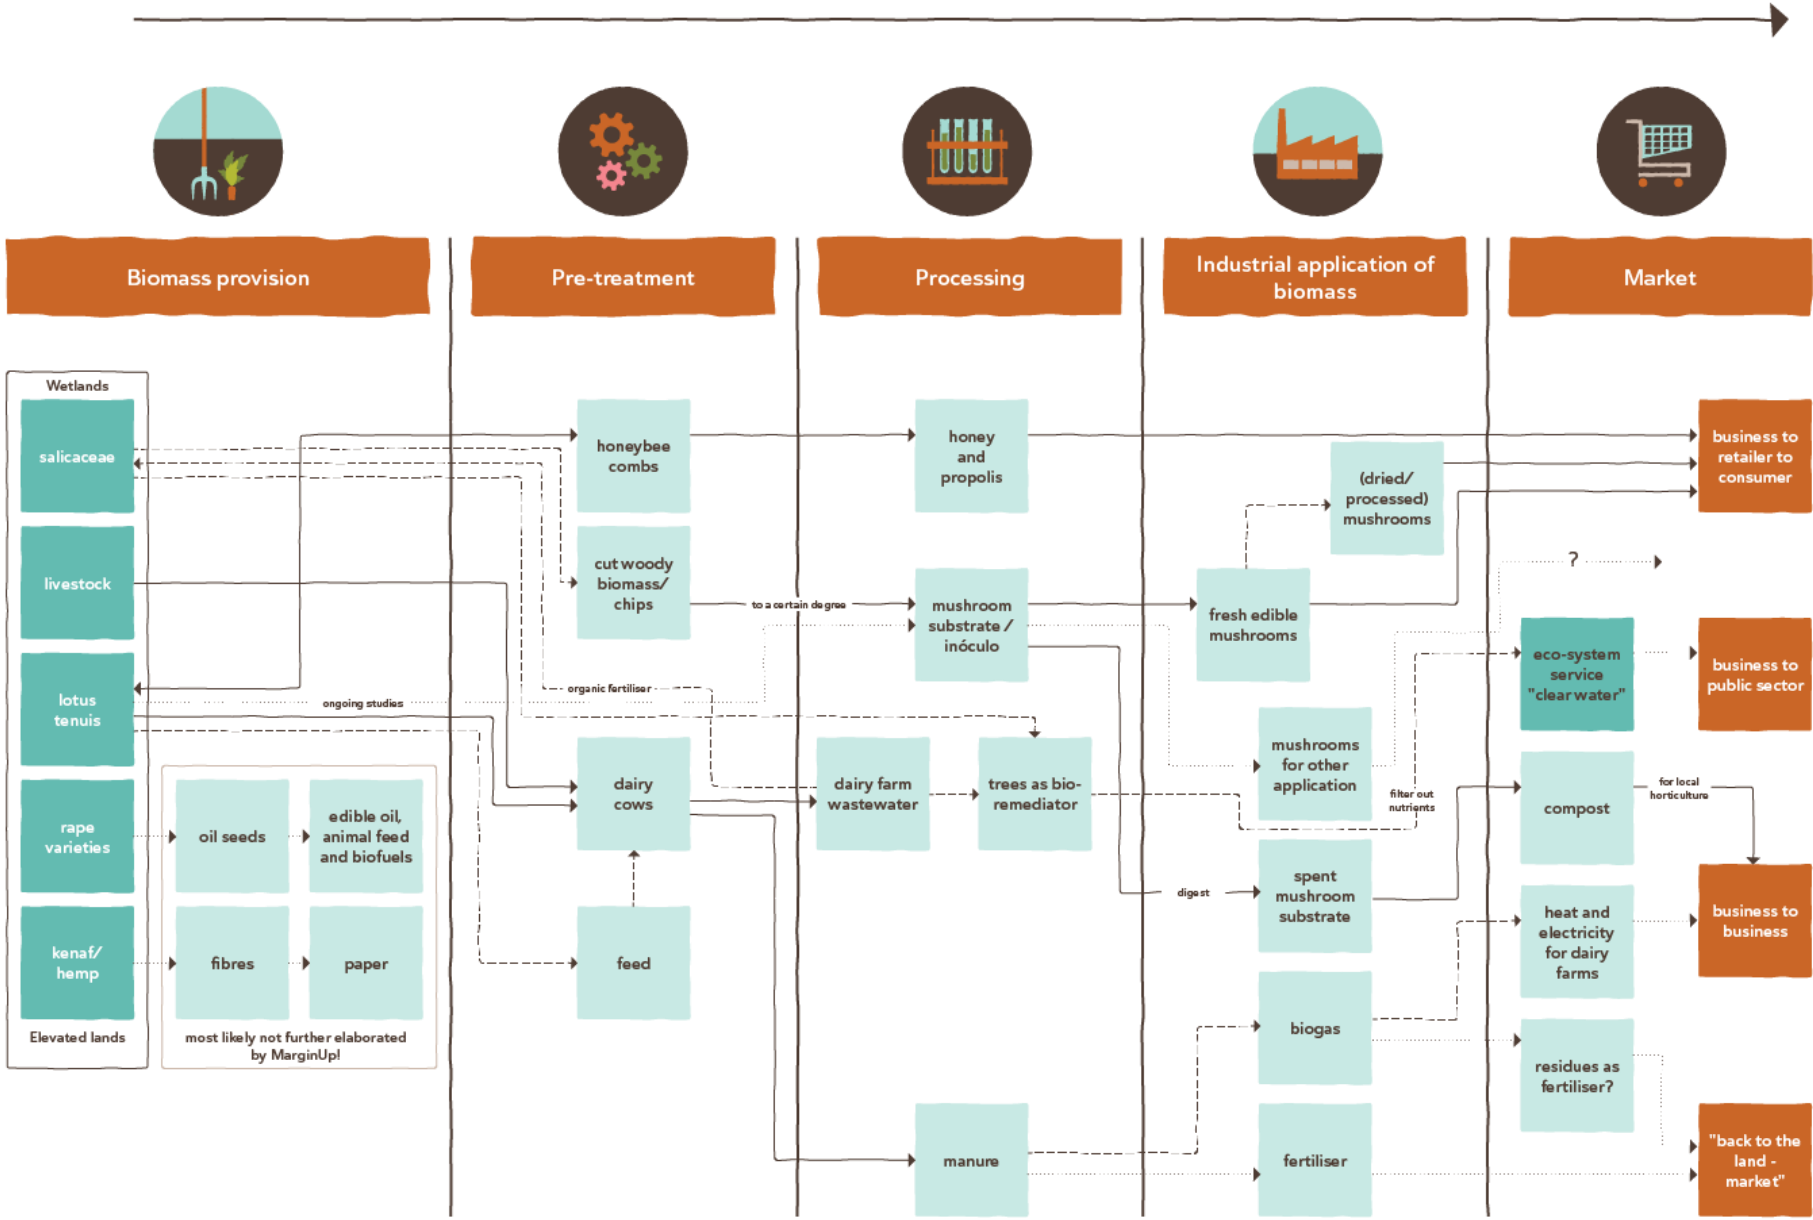 Biomass provision
Pre-treatment
Processing
Industrial application of
biomass
Market
Wetlands
salicaceae
livestock
lotus
tenuis
rape
varieties
kenaf/
hemp
Elevated lands
oil seeds
edible oil,
animal feed
and biofuels
fibres
paper
most likely not further elaborated
by MarginUp!
ongoing studies
organic fertiliser
honeybee
combs
cut woody
biomass/
chips
dairy
cows
feed
to a certain degree
honey
and
propolis
mushroom
substrate /
inóculo
dairy farm
wastewater
trees as bio-
remediator
manure
digest
(dried/
processed)
mushrooms
fresh edible
mushrooms
mushrooms
for other
application
spent
mushroom
substrate
biogas
fertiliser
filter out
nutrients
?
eco-system
service
"clear water"
compost
for local
horticulture
heat and
electricity
for dairy
farms
residues as
fertiliser?
business to
retailer to
consumer
business to
public sector
business to
business
"back to the
land -
market"